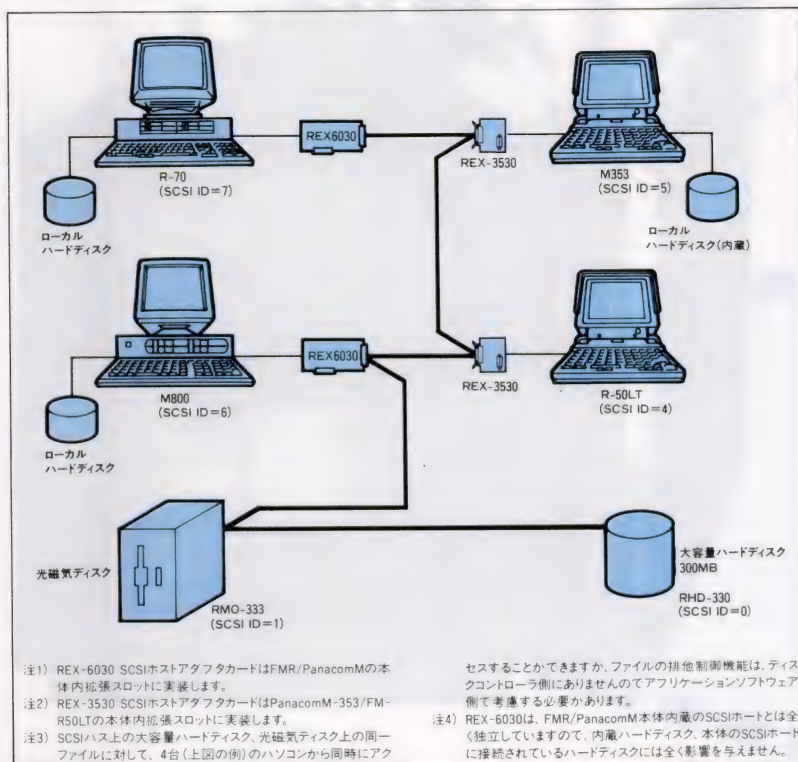 REX6030
REX-3530
R-70
(SCSI ID=7)
M353
(SCSI ID=5)
ローカル
ハードディスク
ローカル
ハードディスク(内蔵)
REX6030
REX-3530
M800
(SCSI ID=6)
R-50LT
(SCSI ID=4)
ローカル
ハードディスク
光磁気ディスク
RMO-333
(SCSI ID=1)
大容量ハードディスク
300MB
RHD-330
(SCSI ID=0)
注1) REX-6030 SCSIホストアダプタカードはFMR/PanacomMの本
体内拡張スロットに実装します。
注2) REX-3530 SCSIホストアダプタカードはPanacomM-353/FM-
R50LTの本体内拡張スロットに実装します。
注3) SCSIバス上の大容量ハードディスク、光磁気ディスク上の同一
ファイルに対して、4台(上図の例)のパソコンから同時にアク
セスすることができますが、ファイルの排他制御機能は、ディス
クコントローラ側にありませんのでアプリケーションソフトウェア
側で考慮する必要があります。
注4) REX-6030は、FMR/PanacomM本体内蔵のSCSIポートとは全
く独立していますので、内蔵ハードディスク、本体のSCSIポート
に接続されているハードディスクには全く影響を与えません。